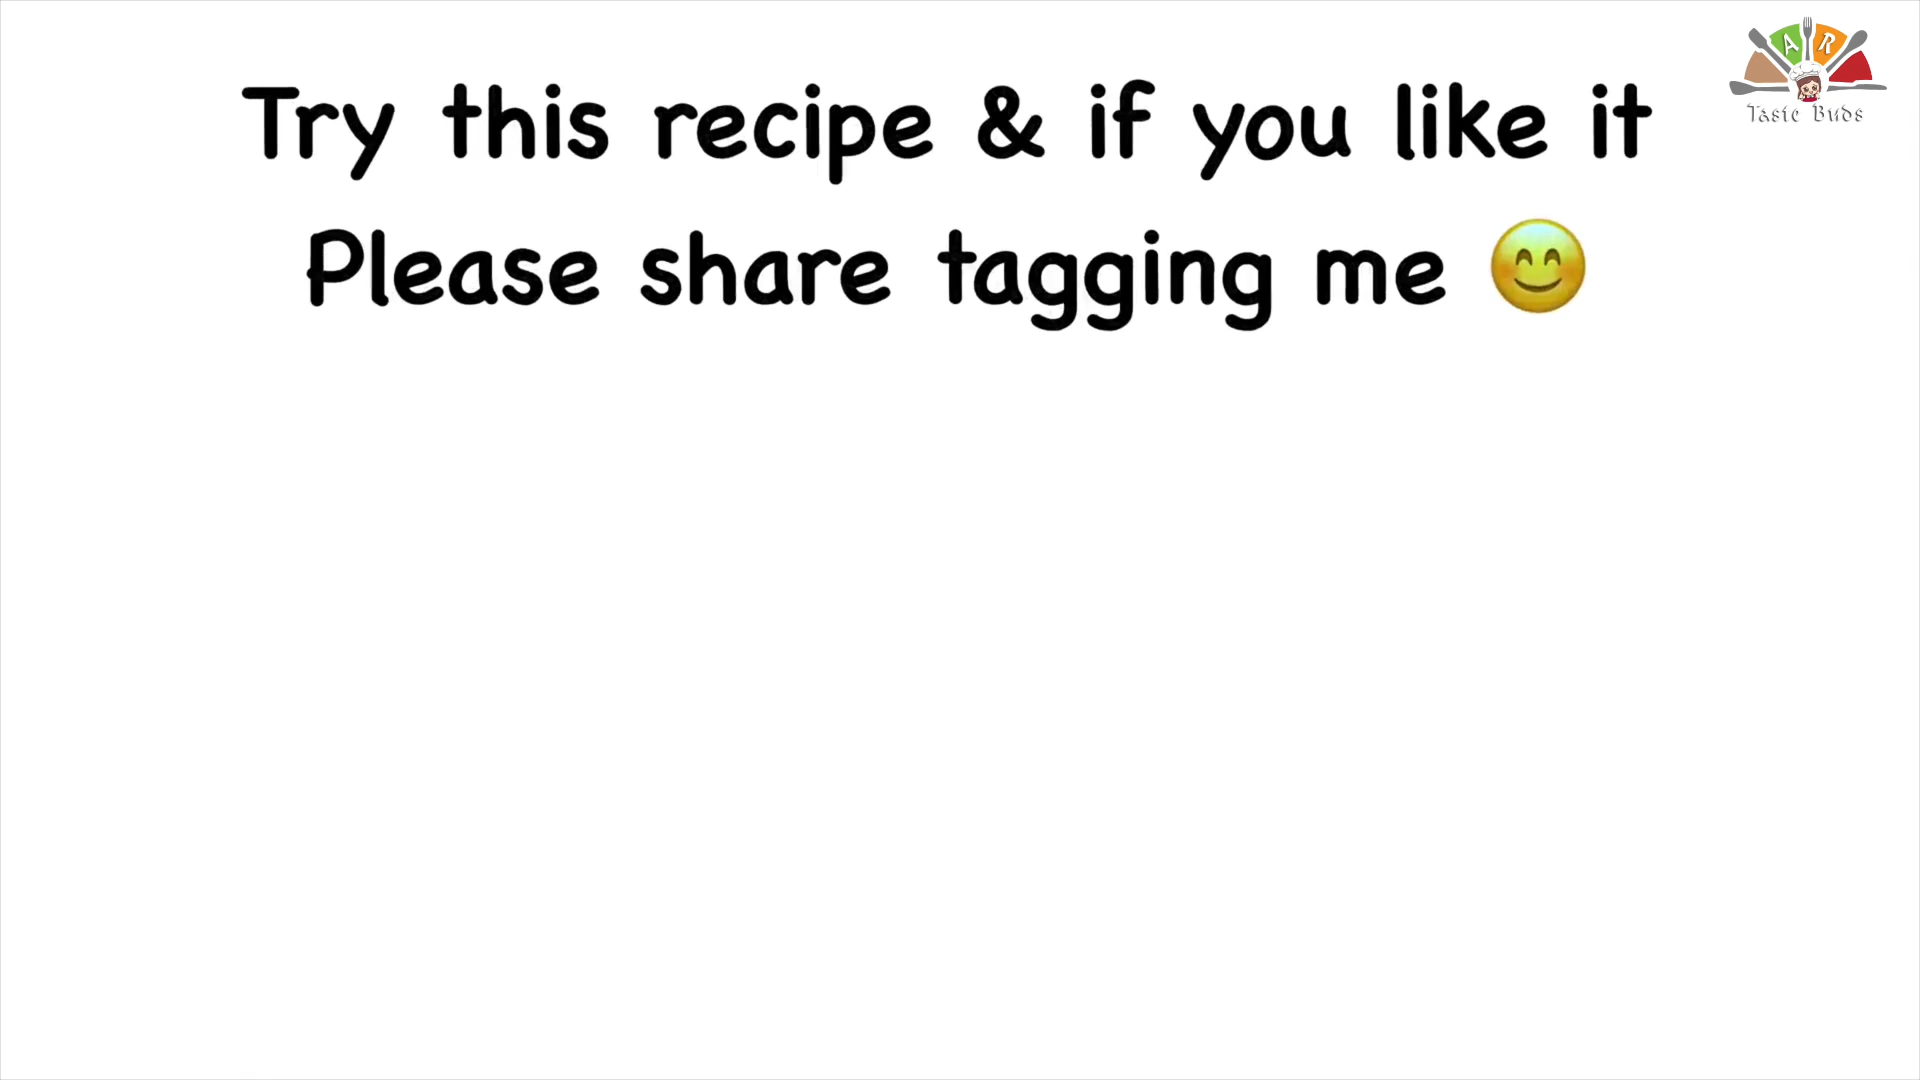 Try this recipe & if you like it
Please share tagging me 😊
A R
Taste Buds